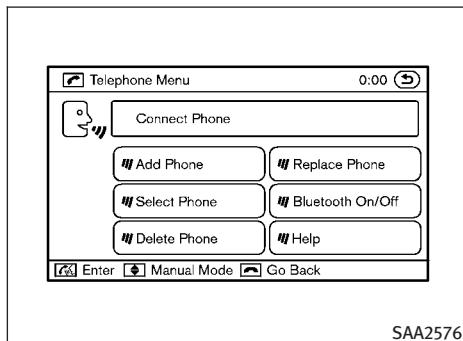 Telephone Menu 0:00
Connect Phone
Add Phone Replace Phone
Select Phone Bluetooth On/Off
Delete Phone Help
Enter Manual Mode Go Back
SAA2576